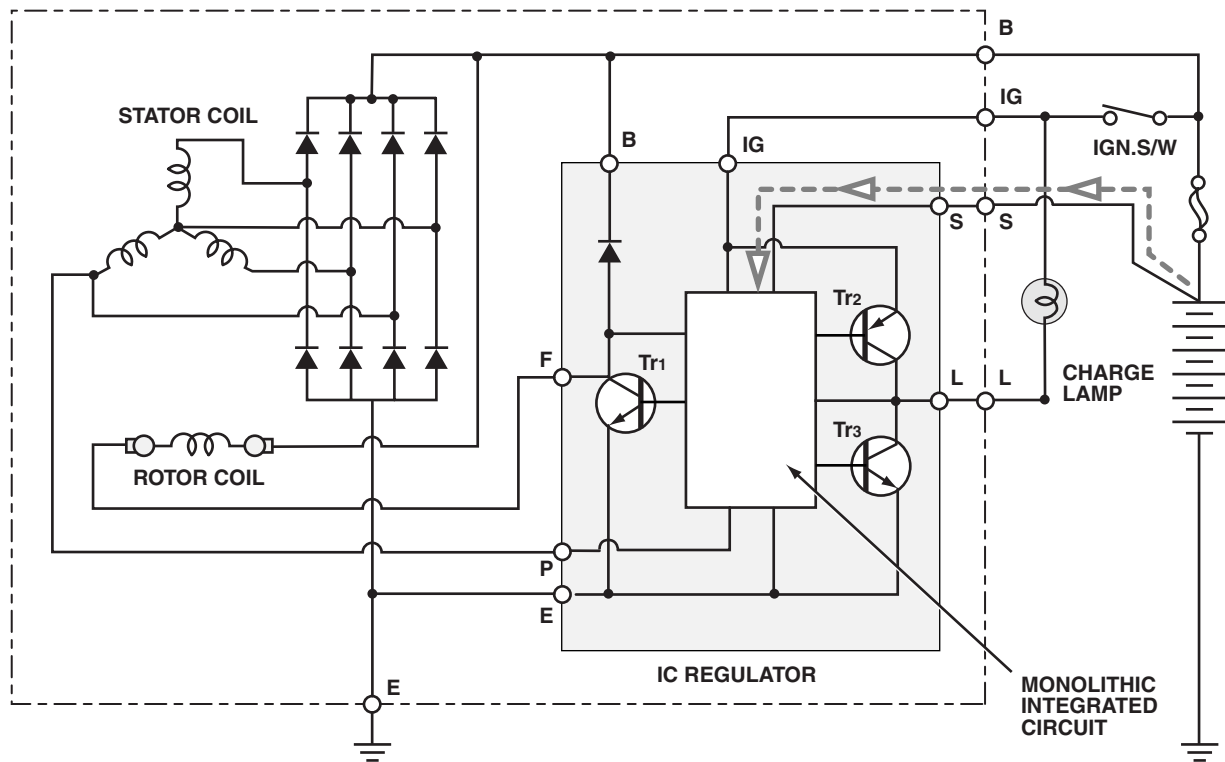 B
STATOR COIL
IG
B
IG
IGN.S/W
S
S
Tr2
F
Tr1
L
L
CHARGE
LAMP
Tr3
ROTOR COIL
P
E
IC REGULATOR
E
MONOLITHIC
INTEGRATED
CIRCUIT